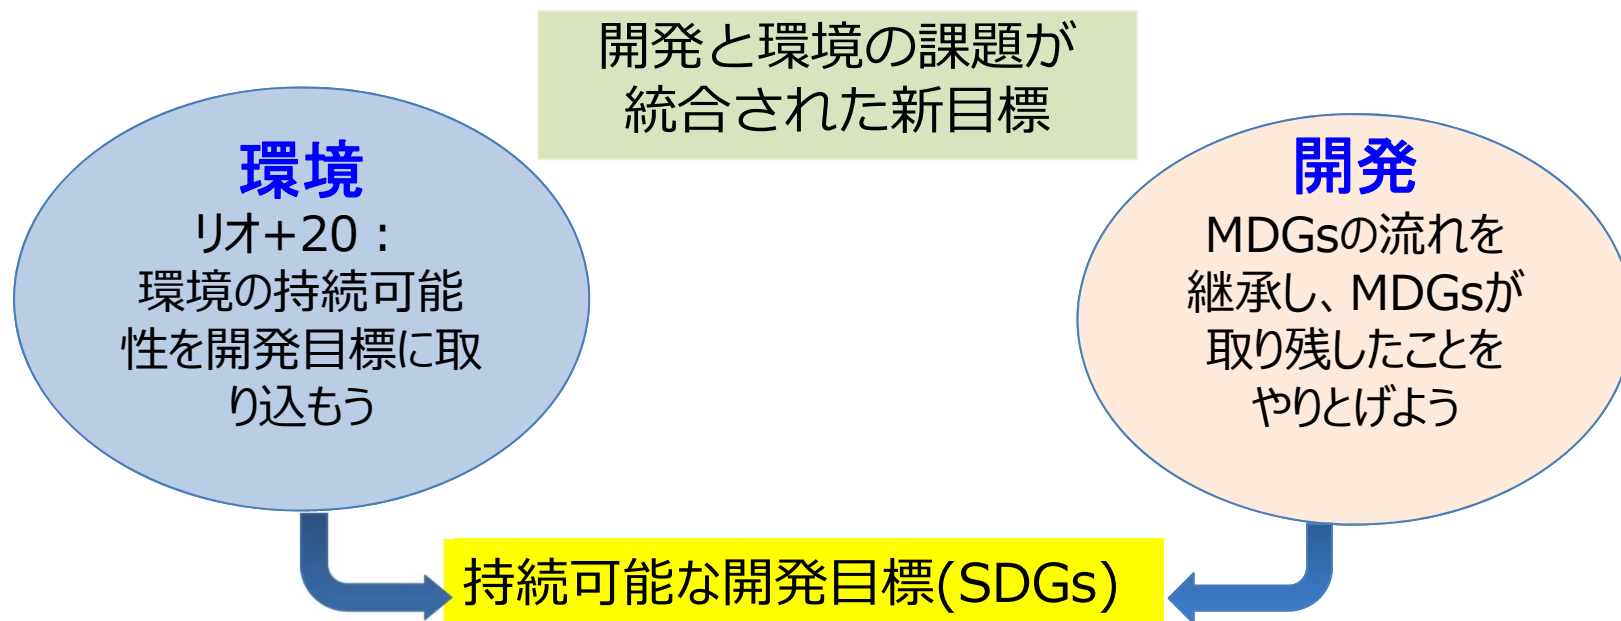 開発と環境の課題が
統合された新目標
環境
リオ+20：
環境の持続可能
性を開発目標に取
り込もう
開発
MDGsの流れを
継承し、MDGsが
取り残したことを
やりとげよう
持続可能な開発目標(SDGs)